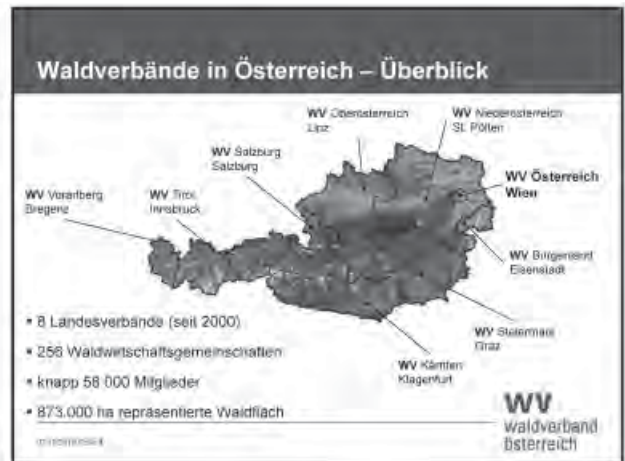 Waldverbände in Österreich – Überblick
WV Oberösterreich
Linz
WV Niederösterreich
St. Pölten
WV Salzburg
Salzburg
WV Österreich
Wien
WV Vorarlberg
Bregenz
WV Tirol
Innsbruck
WV Burgenland
Eisenstadt
▪ 8 Landesverbände (seit 2000)
▪ 256 Waldwirtschaftsgemeinschaften
WV Steiermark
Graz
▪ knapp 58 000 Mitglieder
WV Kärnten
Klagenfurt
▪ 873.000 ha repräsentierte Waldfläch
WV
waldverband
österreich